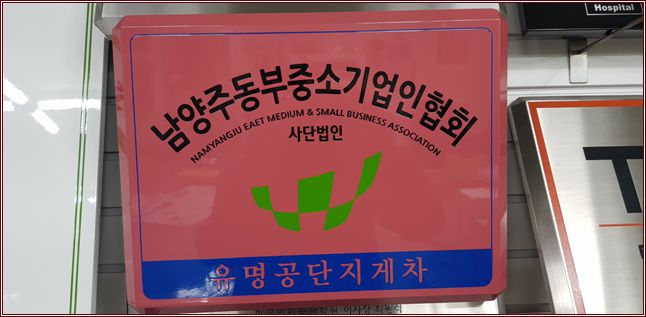 Hospital
남양주동부중소기업인협회
NAMYANGJU EAET MEDIUM & SMALL BUSINESS ASSOCIATION
사단법인
유명공단지게차